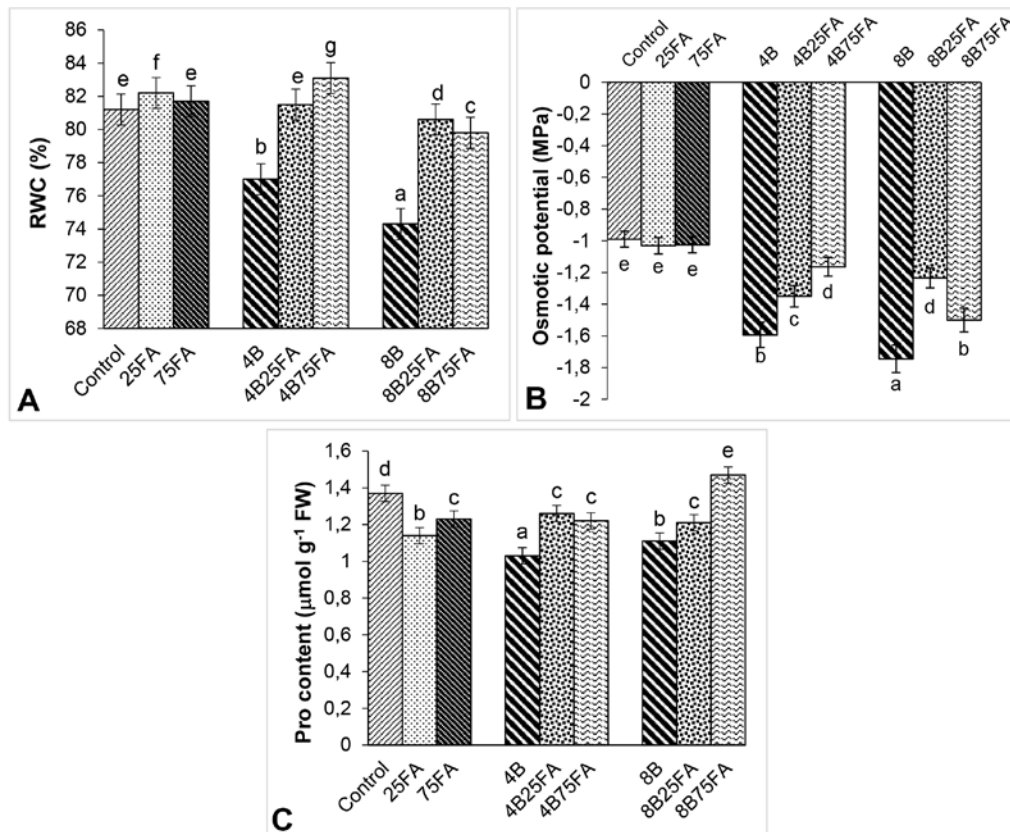 86
84
82
80
78
76
74
72
70
68
RWC (%)
e
f
e
b
e
g
a
d
c
Control
25FA
75FA
4B
4B25FA
4B75FA
8B
8B25FA
8B75FA
A
Control
25FA
75FA
4B
4B25FA
4B75FA
8B
8B25FA
8B75FA
0
-0,2
-0,4
-0,6
-0,8
-1
-1,2
-1,4
-1,6
-1,8
-2
Osmotic potential (MPa)
e
e
e
b
c
d
a
d
b
B
1,6
1,4
1,2
1
0,8
0,6
0,4
0,2
0
Pro content (µmol g⁻¹ FW)
d
b
c
a
c
c
b
c
e
Control
25FA
75FA
4B
4B25FA
4B75FA
8B
8B25FA
8B75FA
C